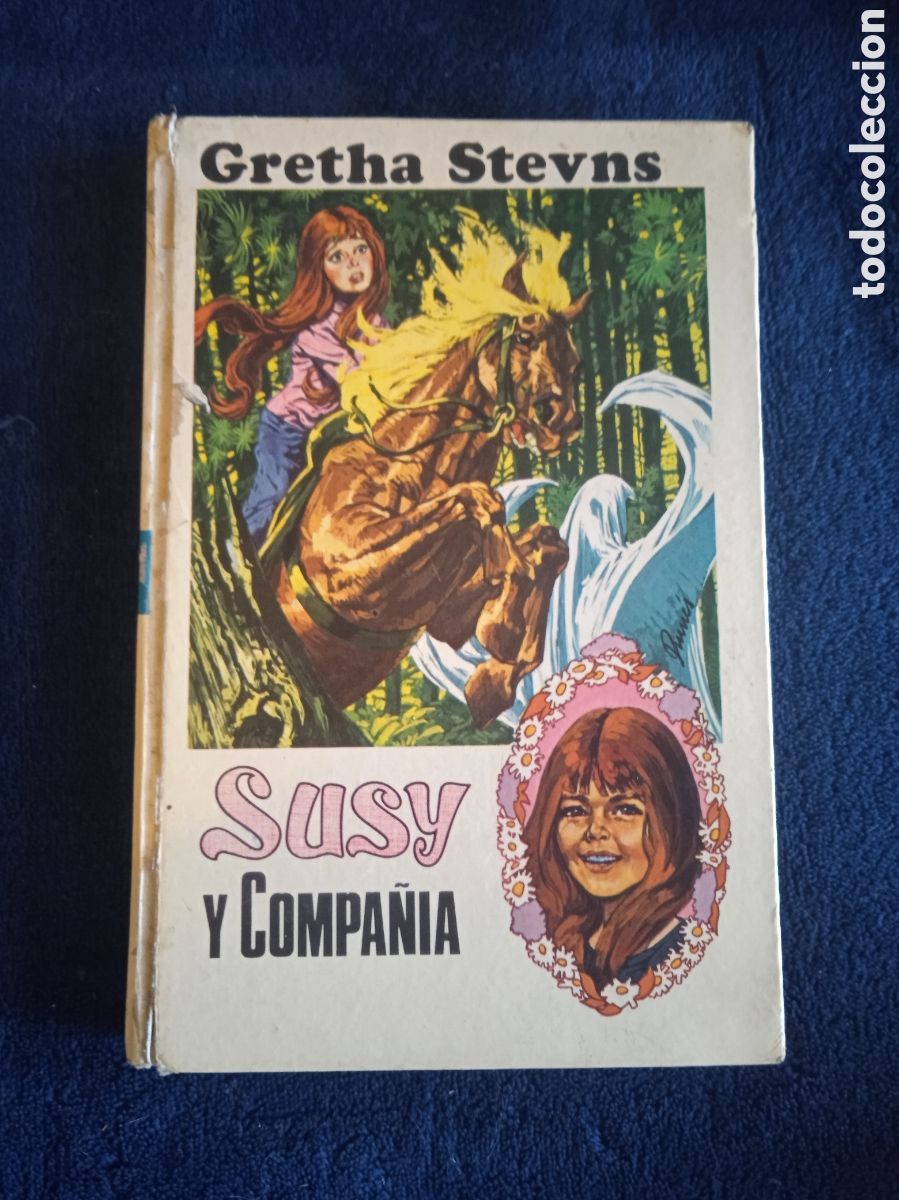 todocoleccion
Gretha Stevns
Susy
Y COMPAÑIA